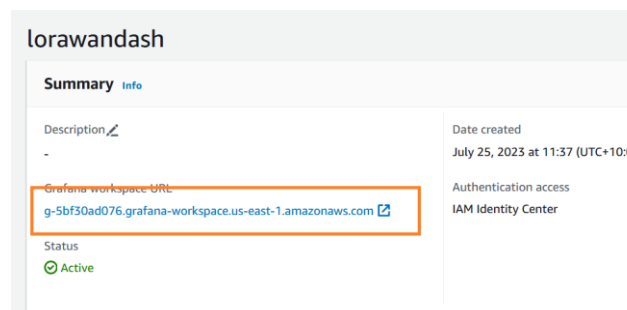 lorawandash
Summary Info
Description
-
Grafana workspace URL
g-5bf30ad076.grafana-workspace.us-east-1.amazonaws.com
Status
Active
Date created
July 25, 2023 at 11:37 (UTC+10:
Authentication access
IAM Identity Center